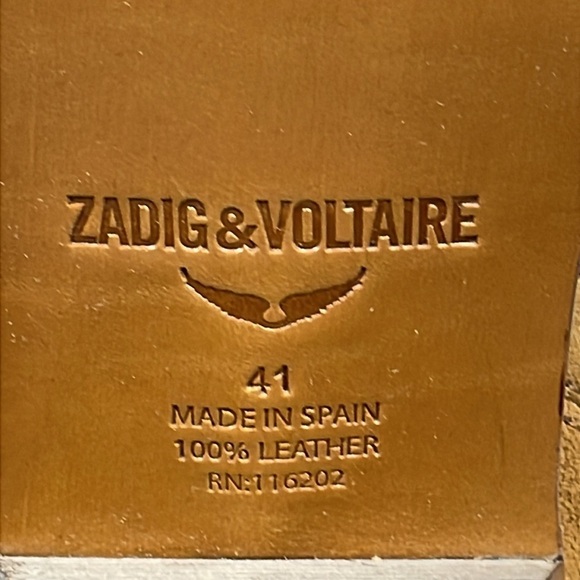 ZADIG&VOLTAIRE
41
MADE IN SPAIN
100% LEATHER
RN:116202